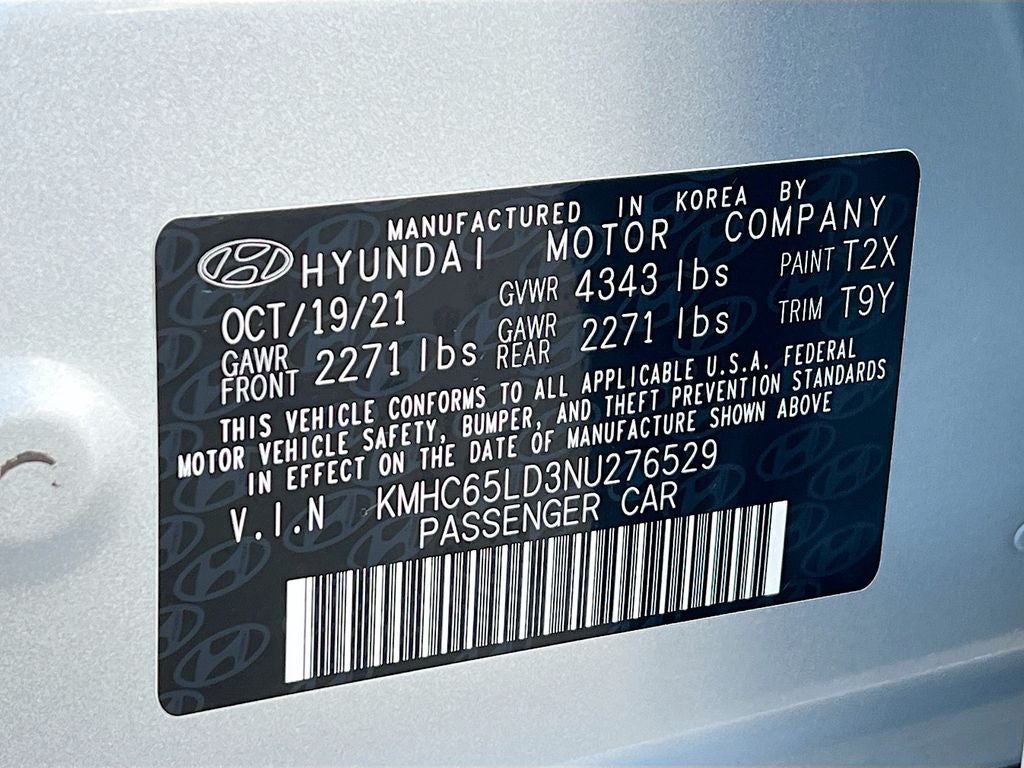 MANUFACTURED IN KOREA BY
HYUNDAI MOTOR COMPANY
OCT/19/21 GVWR 4343 lbs PAINT T2X
GAWR FRONT 2271 lbs GAWR REAR 2271 lbs TRIM T9Y
THIS VEHICLE CONFORMS TO ALL APPLICABLE U.S.A. FEDERAL
MOTOR VEHICLE SAFETY, BUMPER, AND THEFT PREVENTION STANDARDS
IN EFFECT ON THE DATE OF MANUFACTURE SHOWN ABOVE
V.I.N KMHC65LD3NU276529
PASSENGER CAR